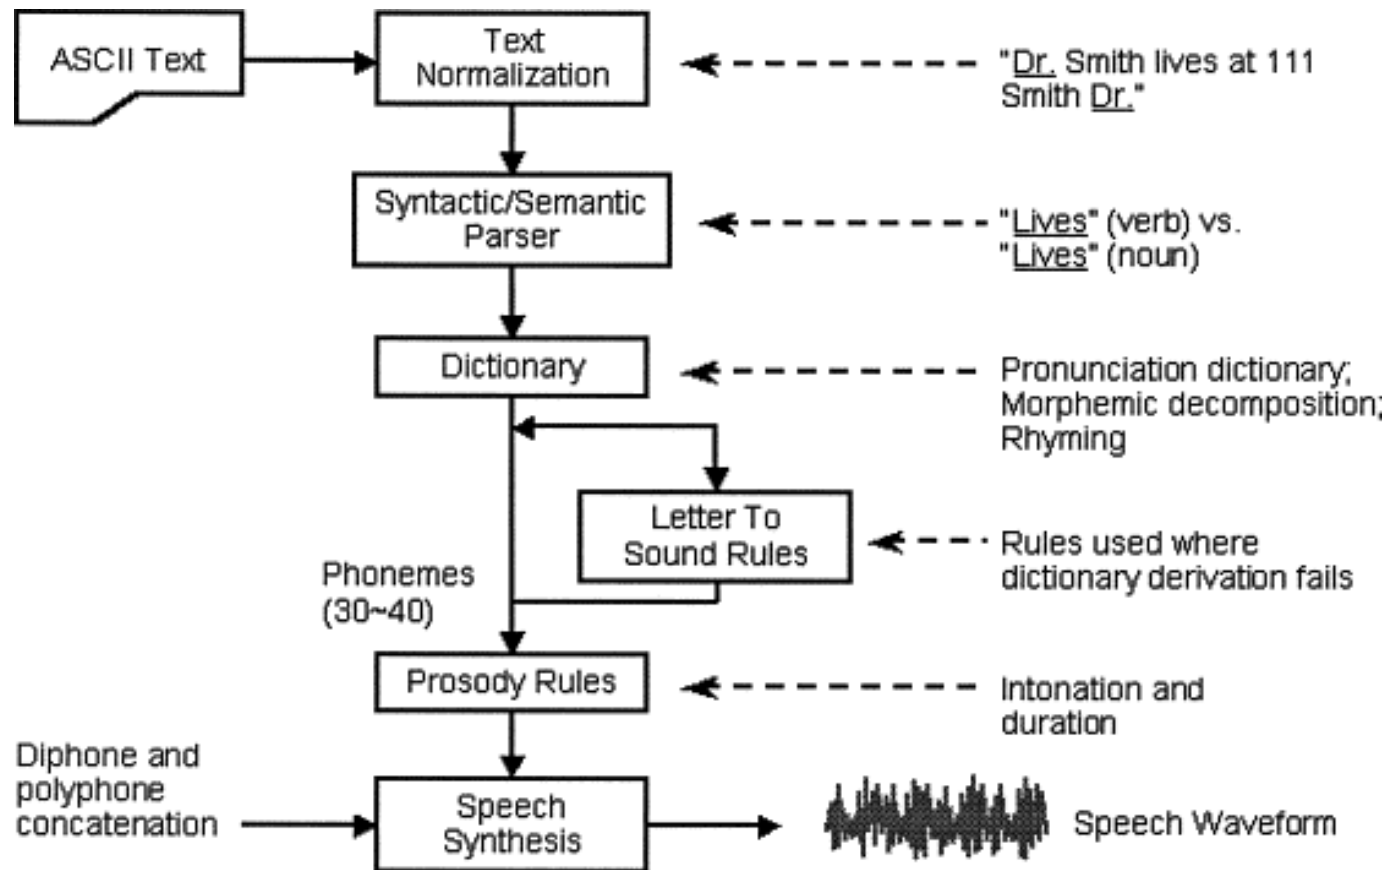 ASCII Text
Text
Normalization
"Dr. Smith lives at 111
Smith Dr."
Syntactic/Semantic
Parser
"Lives" (verb) vs.
"Lives" (noun)
Dictionary
Pronunciation dictionary;
Morphemic decomposition;
Rhyming
Letter To
Sound Rules
Rules used where
dictionary derivation fails
Phonemes
(30~40)
Prosody Rules
Intonation and
duration
Diphone and
polyphone
concatenation
Speech
Synthesis
Speech Waveform